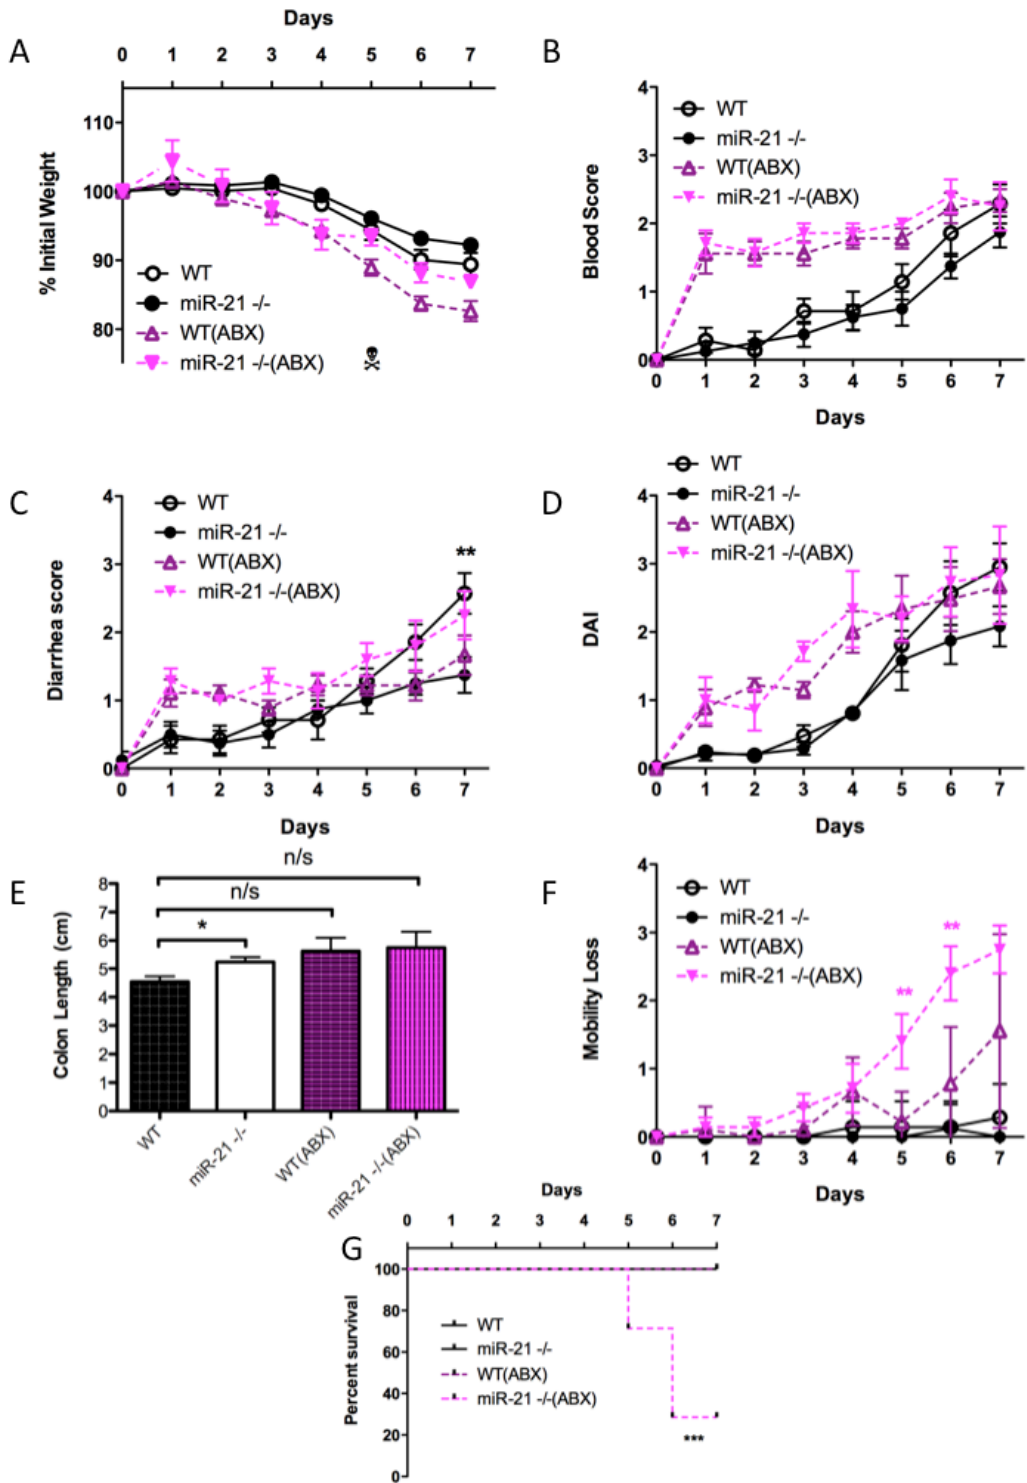 A
Days
0 1 2 3 4 5 6 7
110
100
90
80
% Initial Weight
WT
miR-21 -/-
WT(ABX)
miR-21 -/-(ABX)
B
4
3
2
1
0
Blood Score
WT
miR-21 -/-
WT(ABX)
miR-21 -/-(ABX)
0 1 2 3 4 5 6 7
Days
C
4
3
2
1
0
Diarrhea score
WT
miR-21 -/-
WT(ABX)
miR-21 -/-(ABX)
**
0 1 2 3 4 5 6 7
Days
D
4
3
2
1
0
DAI
WT
miR-21 -/-
WT(ABX)
miR-21 -/-(ABX)
0 1 2 3 4 5 6 7
Days
E
n/s
n/s
*
8
7
6
5
4
3
2
1
0
Colon Length (cm)
WT
miR-21 -/-
WT(ABX)
miR-21 -/-(ABX)
F
4
3
2
1
0
Mobility Loss
WT
miR-21 -/-
WT(ABX)
miR-21 -/-(ABX)
**
**
0 1 2 3 4 5 6 7
Days
G
Days
0 1 2 3 4 5 6 7
100
80
60
40
20
0
Percent survival
WT
miR-21 -/-
WT(ABX)
miR-21 -/-(ABX)
***